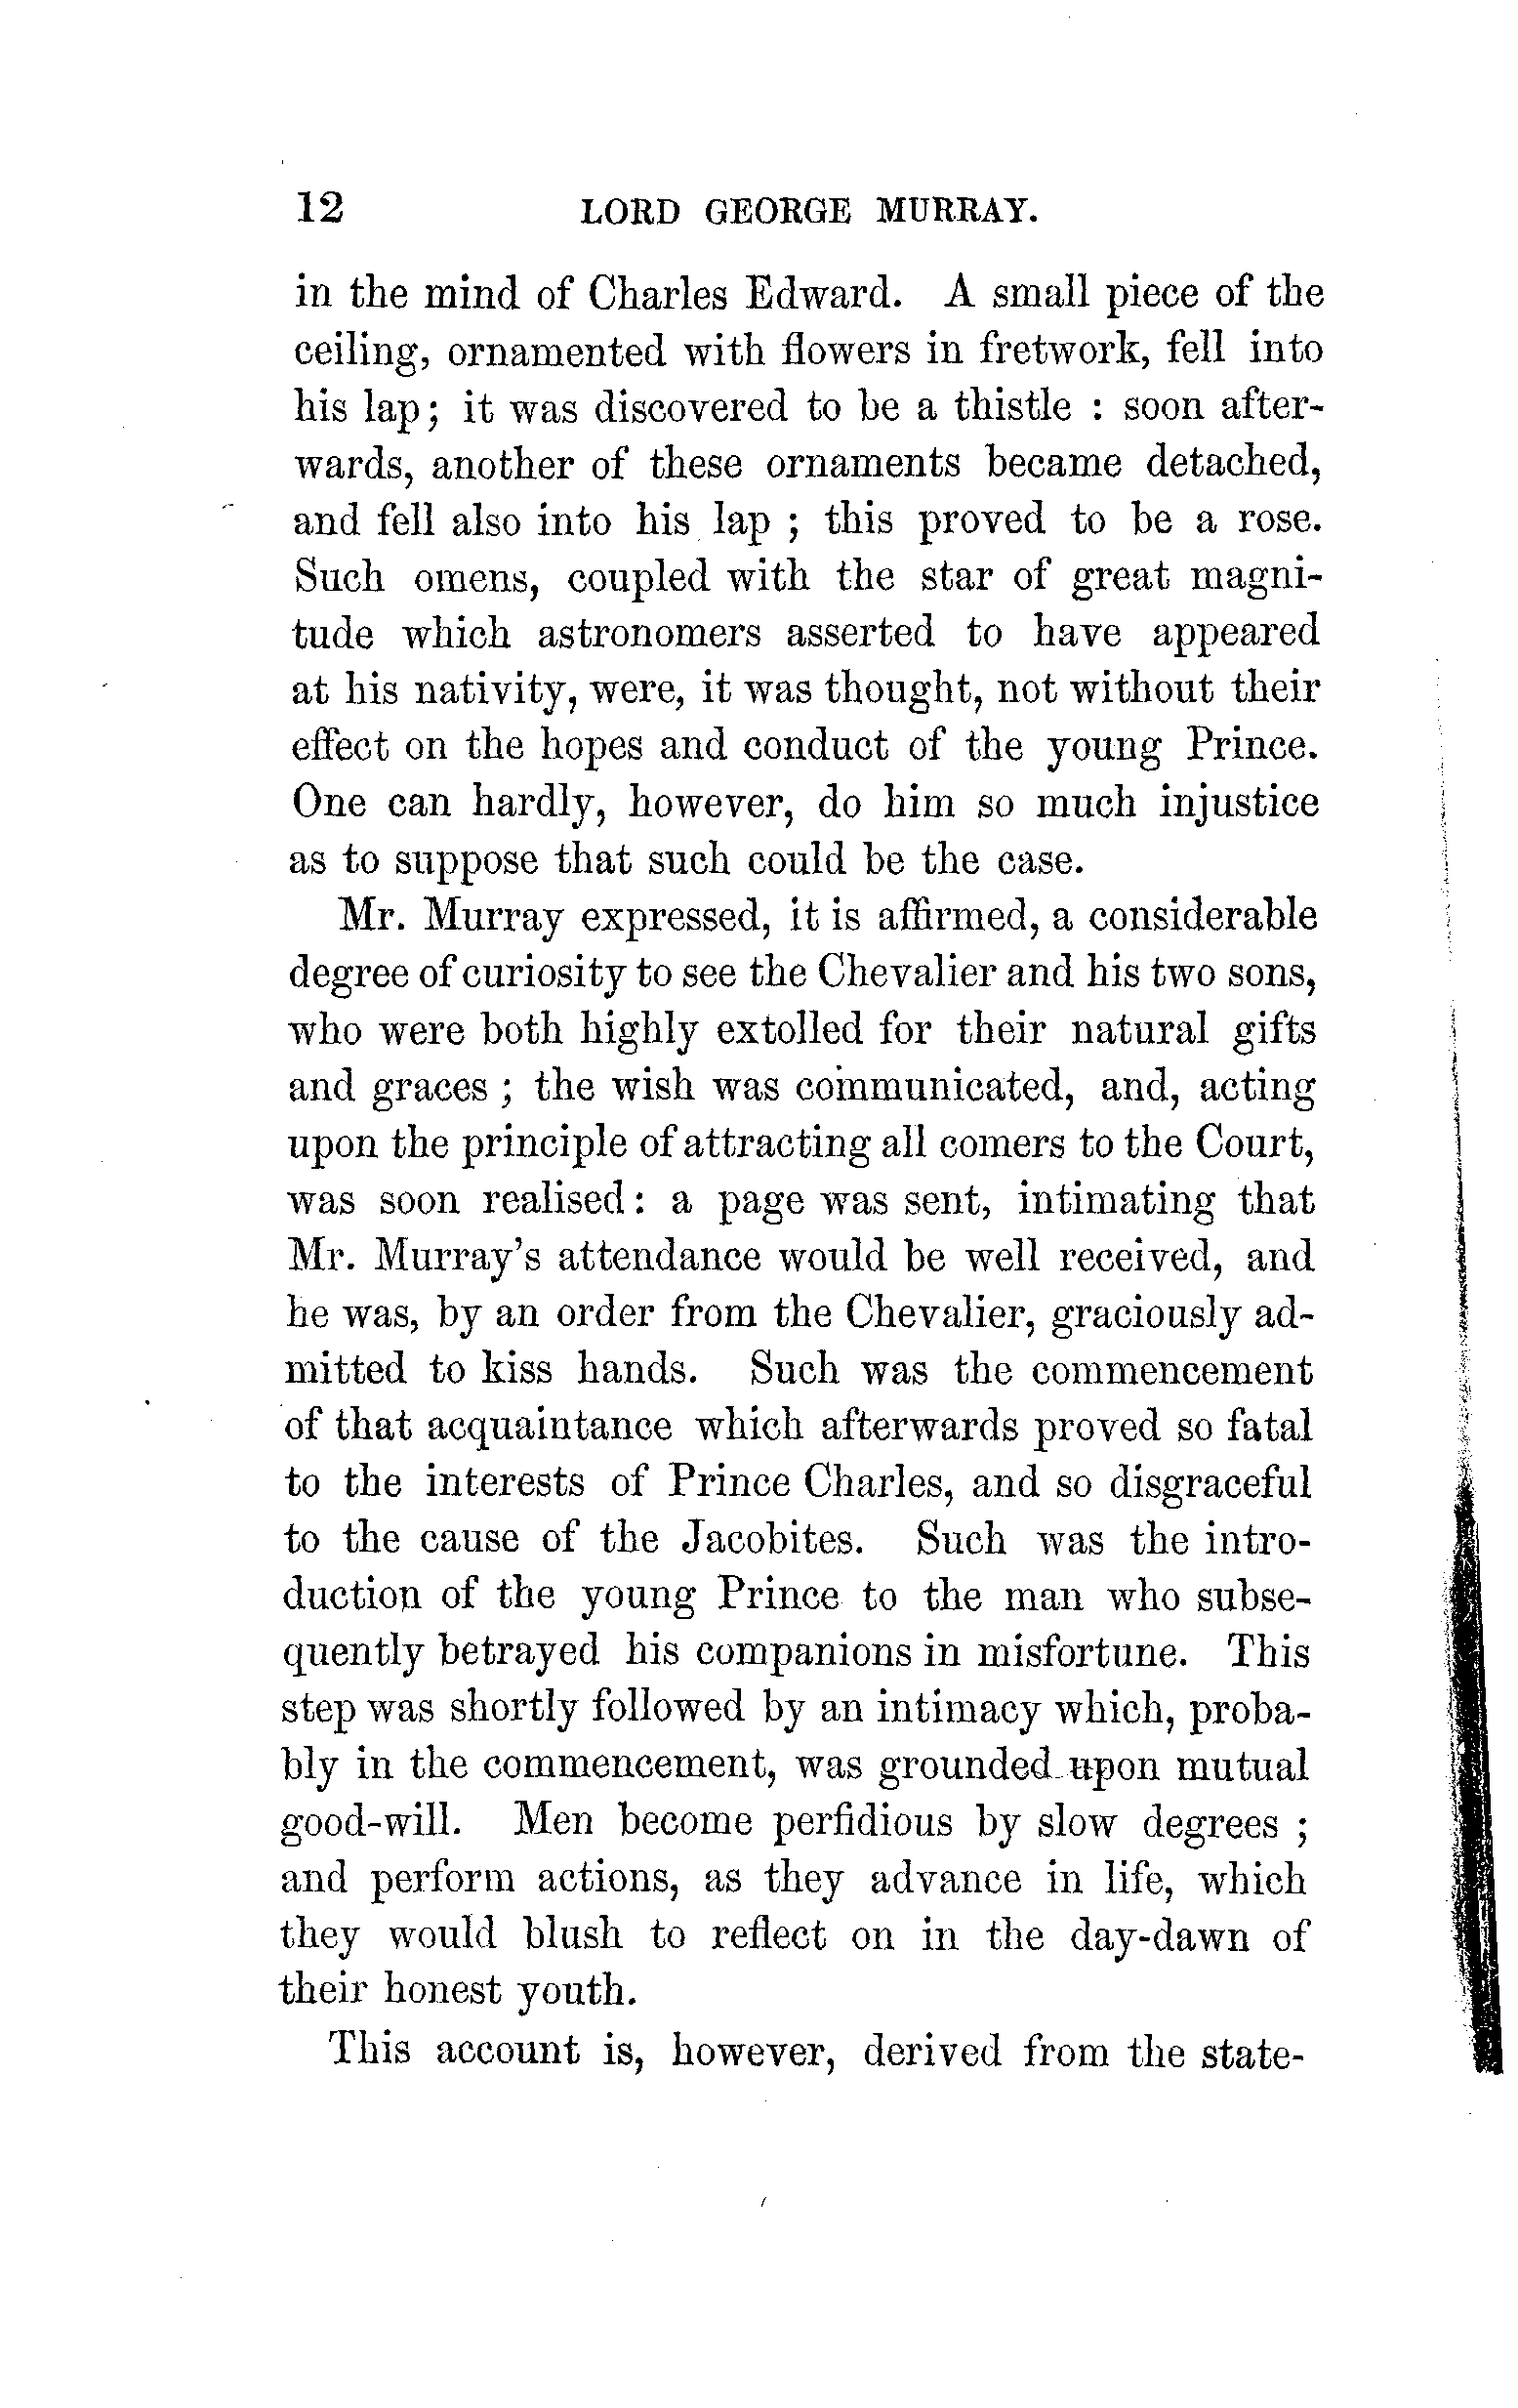 12 LORD GEORGE MURRAY.
in the mind of Charles Edward. A small piece of the
ceiling, ornamented with flowers in fretwork, fell into
his lap; it was discovered to be a thistle : soon after-
wards, another of these ornaments became detached,
and fell also into his lap ; this proved to be a rose.
Such omens, coupled with the star of great magni-
tude which astronomers asserted to have appeared
at his nativity, were, it was thought, not without their
effect on the hopes and conduct of the young Prince.
One can hardly, however, do him so much injustice
as to suppose that such could be the case.
Mr. Murray expressed, it is affirmed, a considerable
degree of curiosity to see the Chevalier and his two sons,
who were both highly extolled for their natural gifts
and graces ; the wish was communicated, and, acting
upon the principle of attracting all comers to the Court,
was soon realised: a page was sent, intimating that
Mr. Murray's attendance would be well received, and
he was, by an order from the Chevalier, graciously ad-
mitted to kiss hands. Such was the commencement
of that acquaintance which afterwards proved so fatal
to the interests of Prince Charles, and so disgraceful
to the cause of the Jacobites. Such was the intro-
duction of the young Prince to the man who subse-
quently betrayed his companions in misfortune. This
step was shortly followed by an intimacy which, proba-
bly in the commencement, was grounded upon mutual
good-will. Men become perfidious by slow degrees ;
and perform actions, as they advance in life, which
they would blush to reflect on in the day-dawn of
their honest youth.
This account is, however, derived from the state-